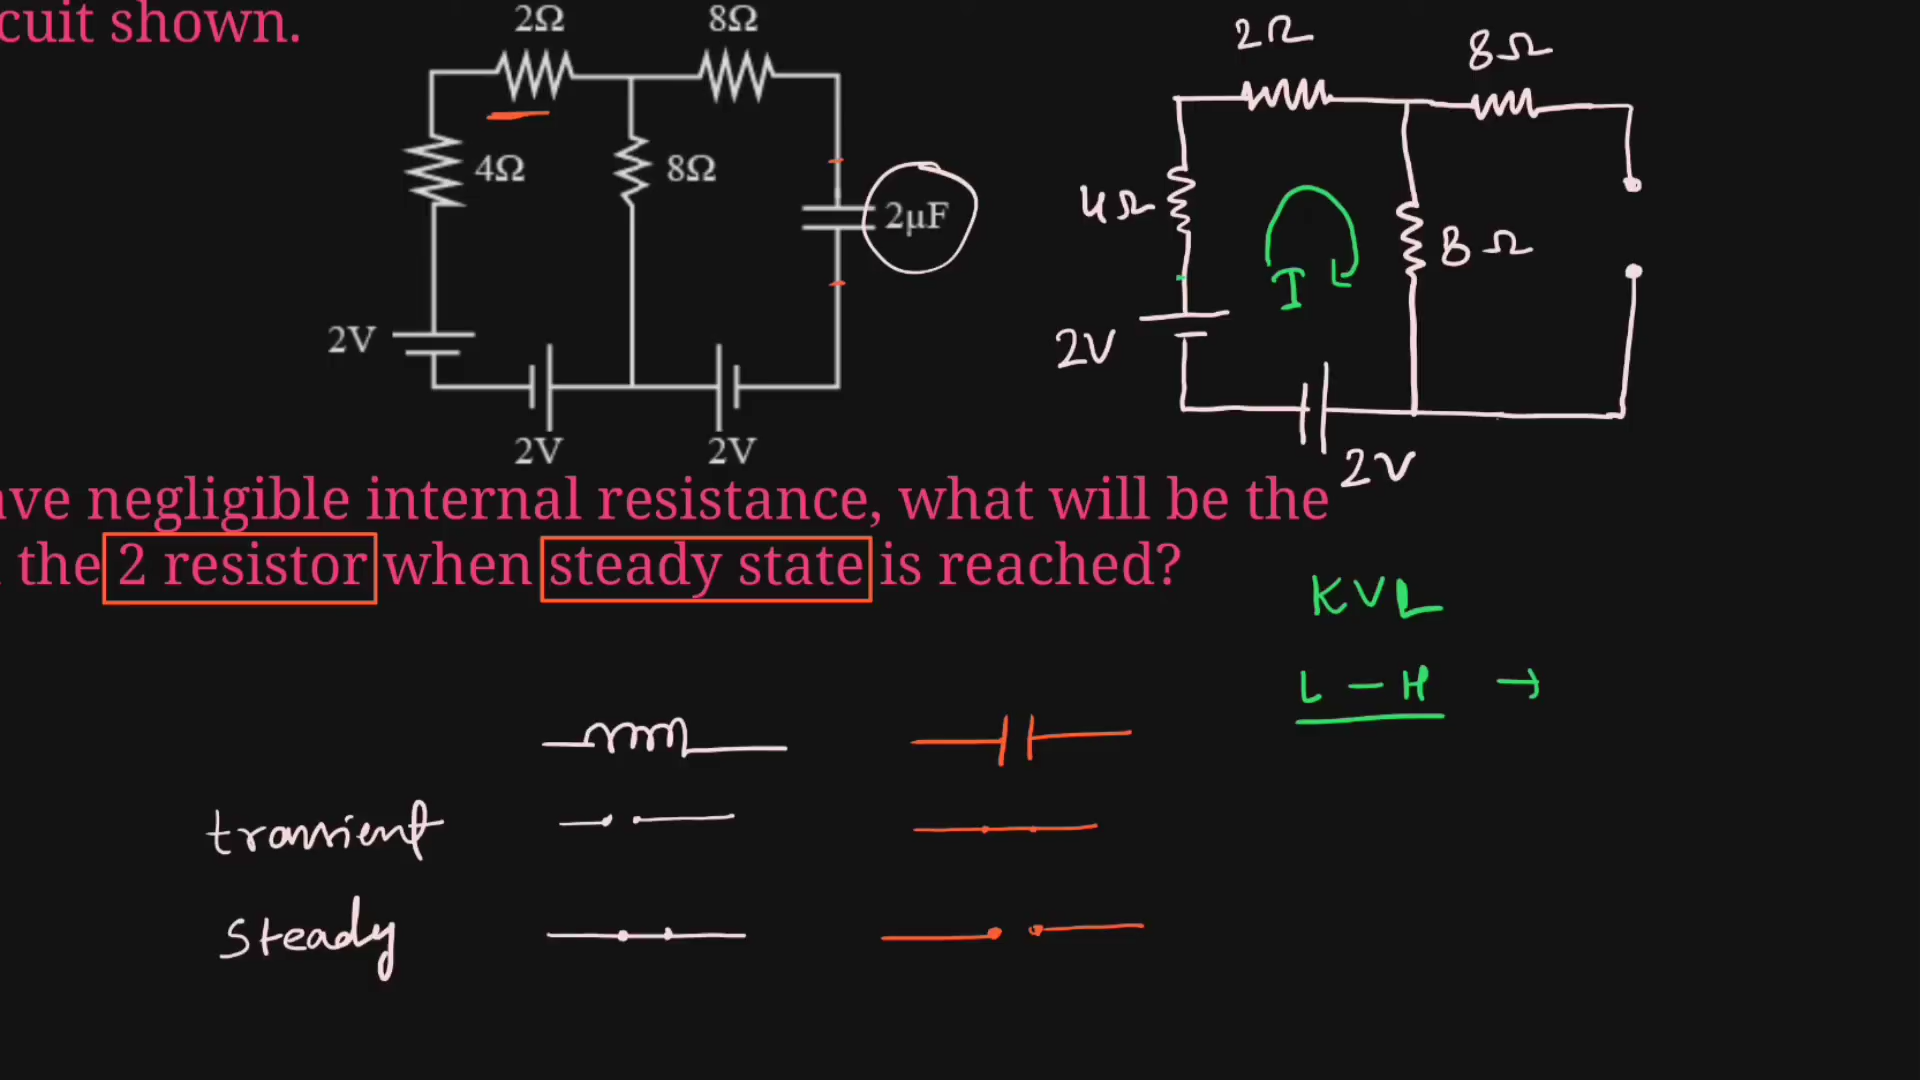 cuit shown.
2Ω 8Ω
4Ω 8Ω 2μF
2V
2V 2V
2Ω 8Ω
4Ω 8Ω
I
2V
2V
ve negligible internal resistance, what will be the
the 2 resistor when steady state is reached?
KVL
L - H →
transient
steady